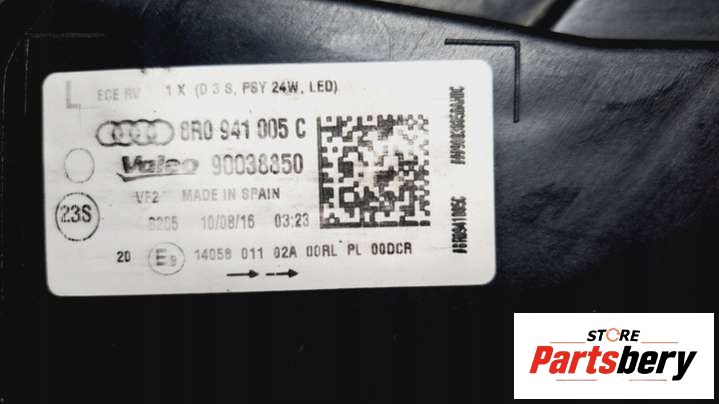 ECE RV 1 X (D 3 S, PSY 24W, LED)
8R0 941 005 C
Valeo 90038850
VF2 MADE IN SPAIN
23S
10/08/16 03:23
20 E9 14058 011 02A 00RL PL 00DCR
STORE
Partsbery